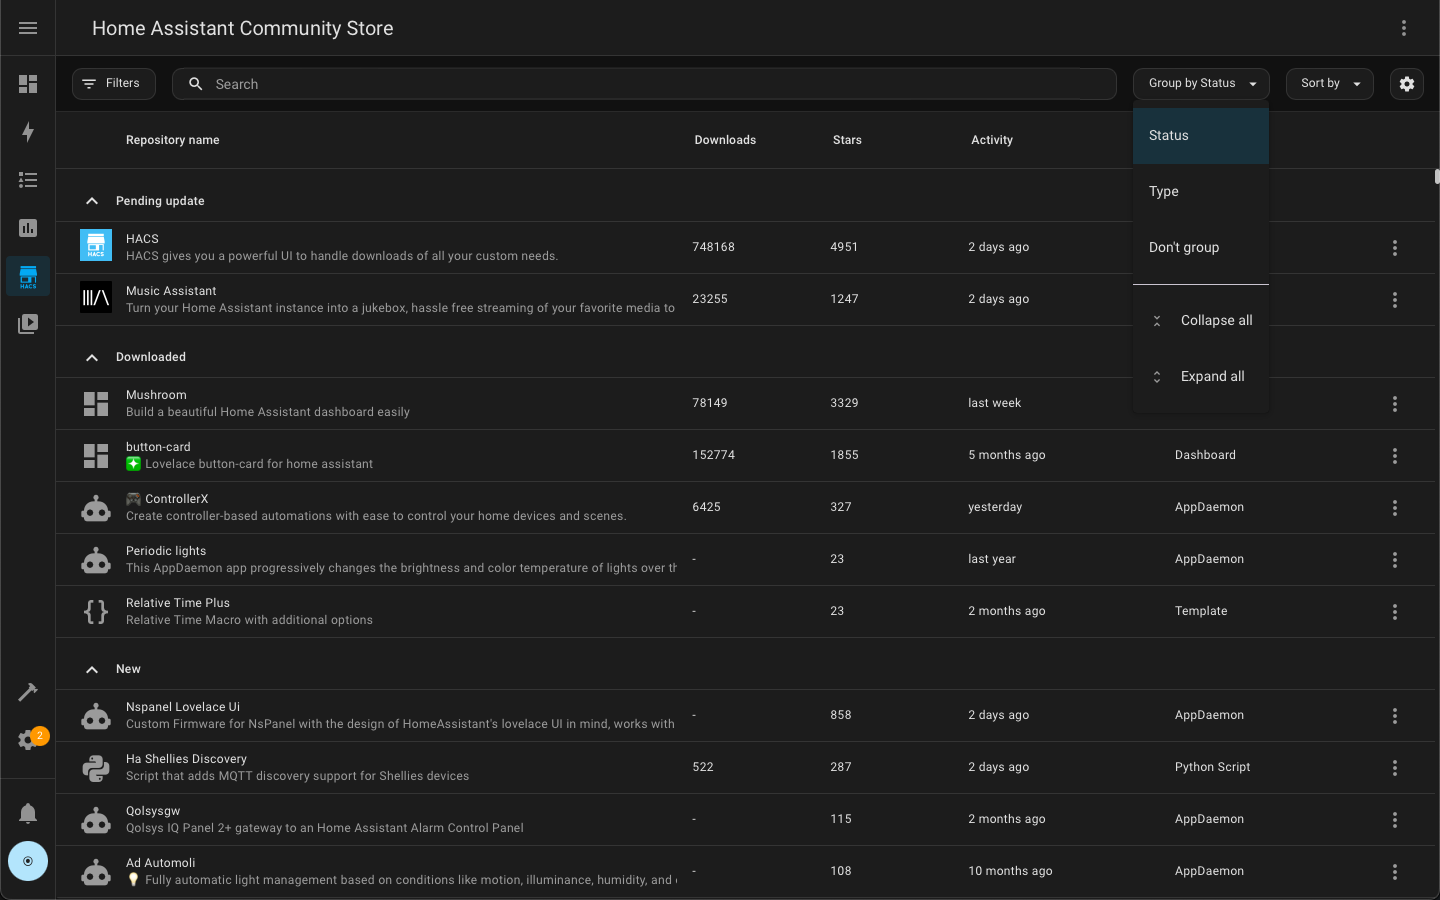 Home Assistant Community Store
Filters
Search
Group by Status
Sort by
Repository name Downloads Stars Activity
Status
Type
Don't group
Collapse all
Expand all
Pending update
HACS
HACS
HACS gives you a powerful UI to handle downloads of all your custom needs.
748168 4951 2 days ago
HACS
Music Assistant
Turn your Home Assistant instance into a jukebox, hassle free streaming of your favorite media to
23255 1247 2 days ago
Downloaded
Mushroom
Build a beautiful Home Assistant dashboard easily
78149 3329 last week
button-card
Lovelace button-card for home assistant
152774 1855 5 months ago Dashboard
ControllerX
Create controller-based automations with ease to control your home devices and scenes.
6425 327 yesterday AppDaemon
Periodic lights
This AppDaemon app progressively changes the brightness and color temperature of lights over
- 23 last year AppDaemon
Relative Time Plus
Relative Time Macro with additional options
- 23 2 months ago Template
New
Nspanel Lovelace Ui
Custom Firmware for NsPanel with the design of HomeAssistant's lovelace UI in mind, works with
- 858 2 days ago AppDaemon
2
Ha Shellies Discovery
Script that adds MQTT discovery support for Shellies devices
522 287 2 days ago Python Script
Qolsysgw
Qolsys IQ Panel 2+ gateway to an Home Assistant Alarm Control Panel
- 115 2 months ago AppDaemon
Ad Automoli
Fully automatic light management based on conditions like motion, illuminance, humidity, and
- 108 10 months ago AppDaemon